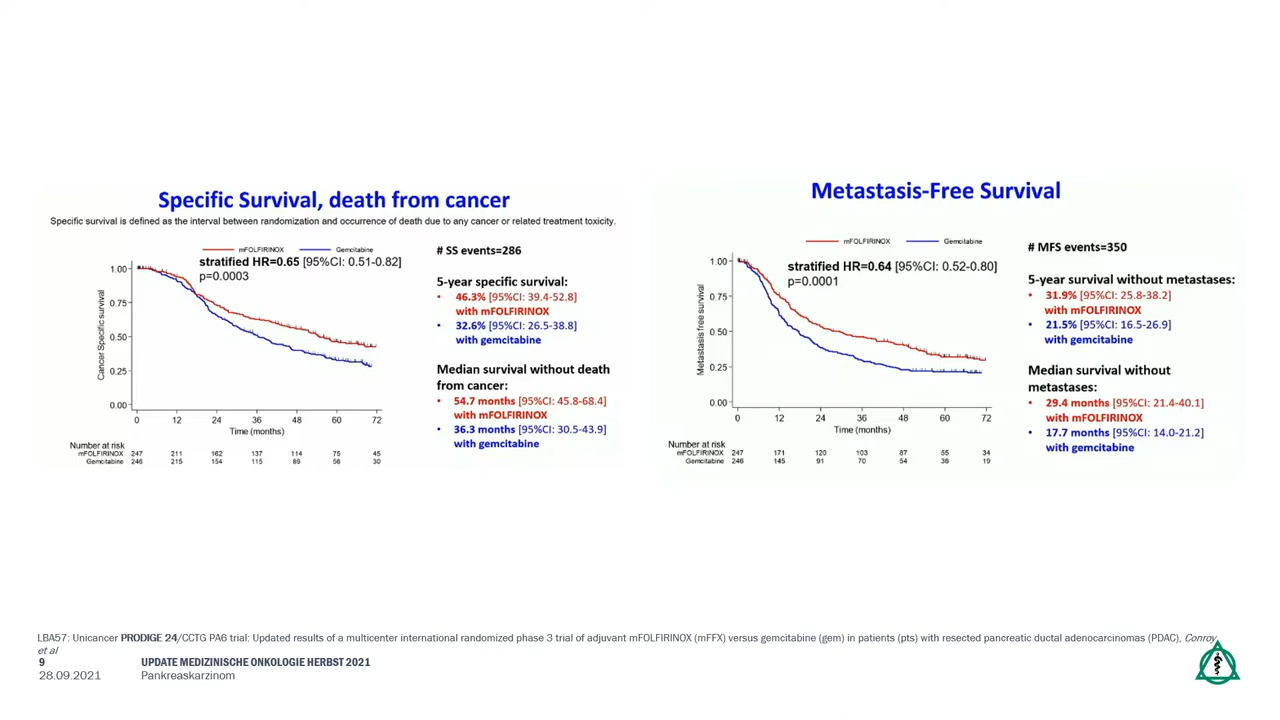 Specific Survival, death from cancer
Specific survival is defined as the interval between randomization and occurrence of death due to any cancer or related treatment toxicity.
mFOLFIRINOX Gemcitabine
stratified HR=0.65 [95%CI: 0.51-0.82]
p=0.0003
Cancer Specific survival
1.00
0.75
0.50
0.25
0.00
0 12 24 36 48 60 72
Time (months)
Number at risk
mFOLFIRINOX 247 211 162 137 114 75 45
Gemcitabine 246 215 154 115 89 56 30
# SS events=286
5-year specific survival:
• 46.3% [95%CI: 39.4-52.8]
with mFOLFIRINOX
• 32.6% [95%CI: 26.5-38.8]
with gemcitabine
Median survival without death
from cancer:
• 54.7 months [95%CI: 45.8-68.4]
with mFOLFIRINOX
• 36.3 months [95%CI: 30.5-43.9]
with gemcitabine
Metastasis-Free Survival
mFOLFIRINOX Gemcitabine
stratified HR=0.64 [95%CI: 0.52-0.80]
p=0.0001
Metastasis free survival
1.00
0.75
0.50
0.25
0.00
0 12 24 36 48 60 72
Time (months)
Number at risk
mFOLFIRINOX 247 171 120 103 87 55 34
Gemcitabine 246 145 91 70 54 36 19
# MFS events=350
5-year survival without metastases:
• 31.9% [95%CI: 25.8-38.2]
with mFOLFIRINOX
• 21.5% [95%CI: 16.5-26.9]
with gemcitabine
Median survival without
metastases:
• 29.4 months [95%CI: 21.4-40.1]
with mFOLFIRINOX
• 17.7 months [95%CI: 14.0-21.2]
with gemcitabine
LBA57: Unicancer PRODIGE 24/CCTG PA6 trial: Updated results of a multicenter international randomized phase 3 trial of adjuvant mFOLFIRINOX (mFFX) versus gemcitabine (gem) in patients (pts) with resected pancreatic ductal adenocarcinomas (PDAC), Conroy
et al
9 UPDATE MEDIZINISCHE ONKOLOGIE HERBST 2021
28.09.2021 Pankreaskarzinom